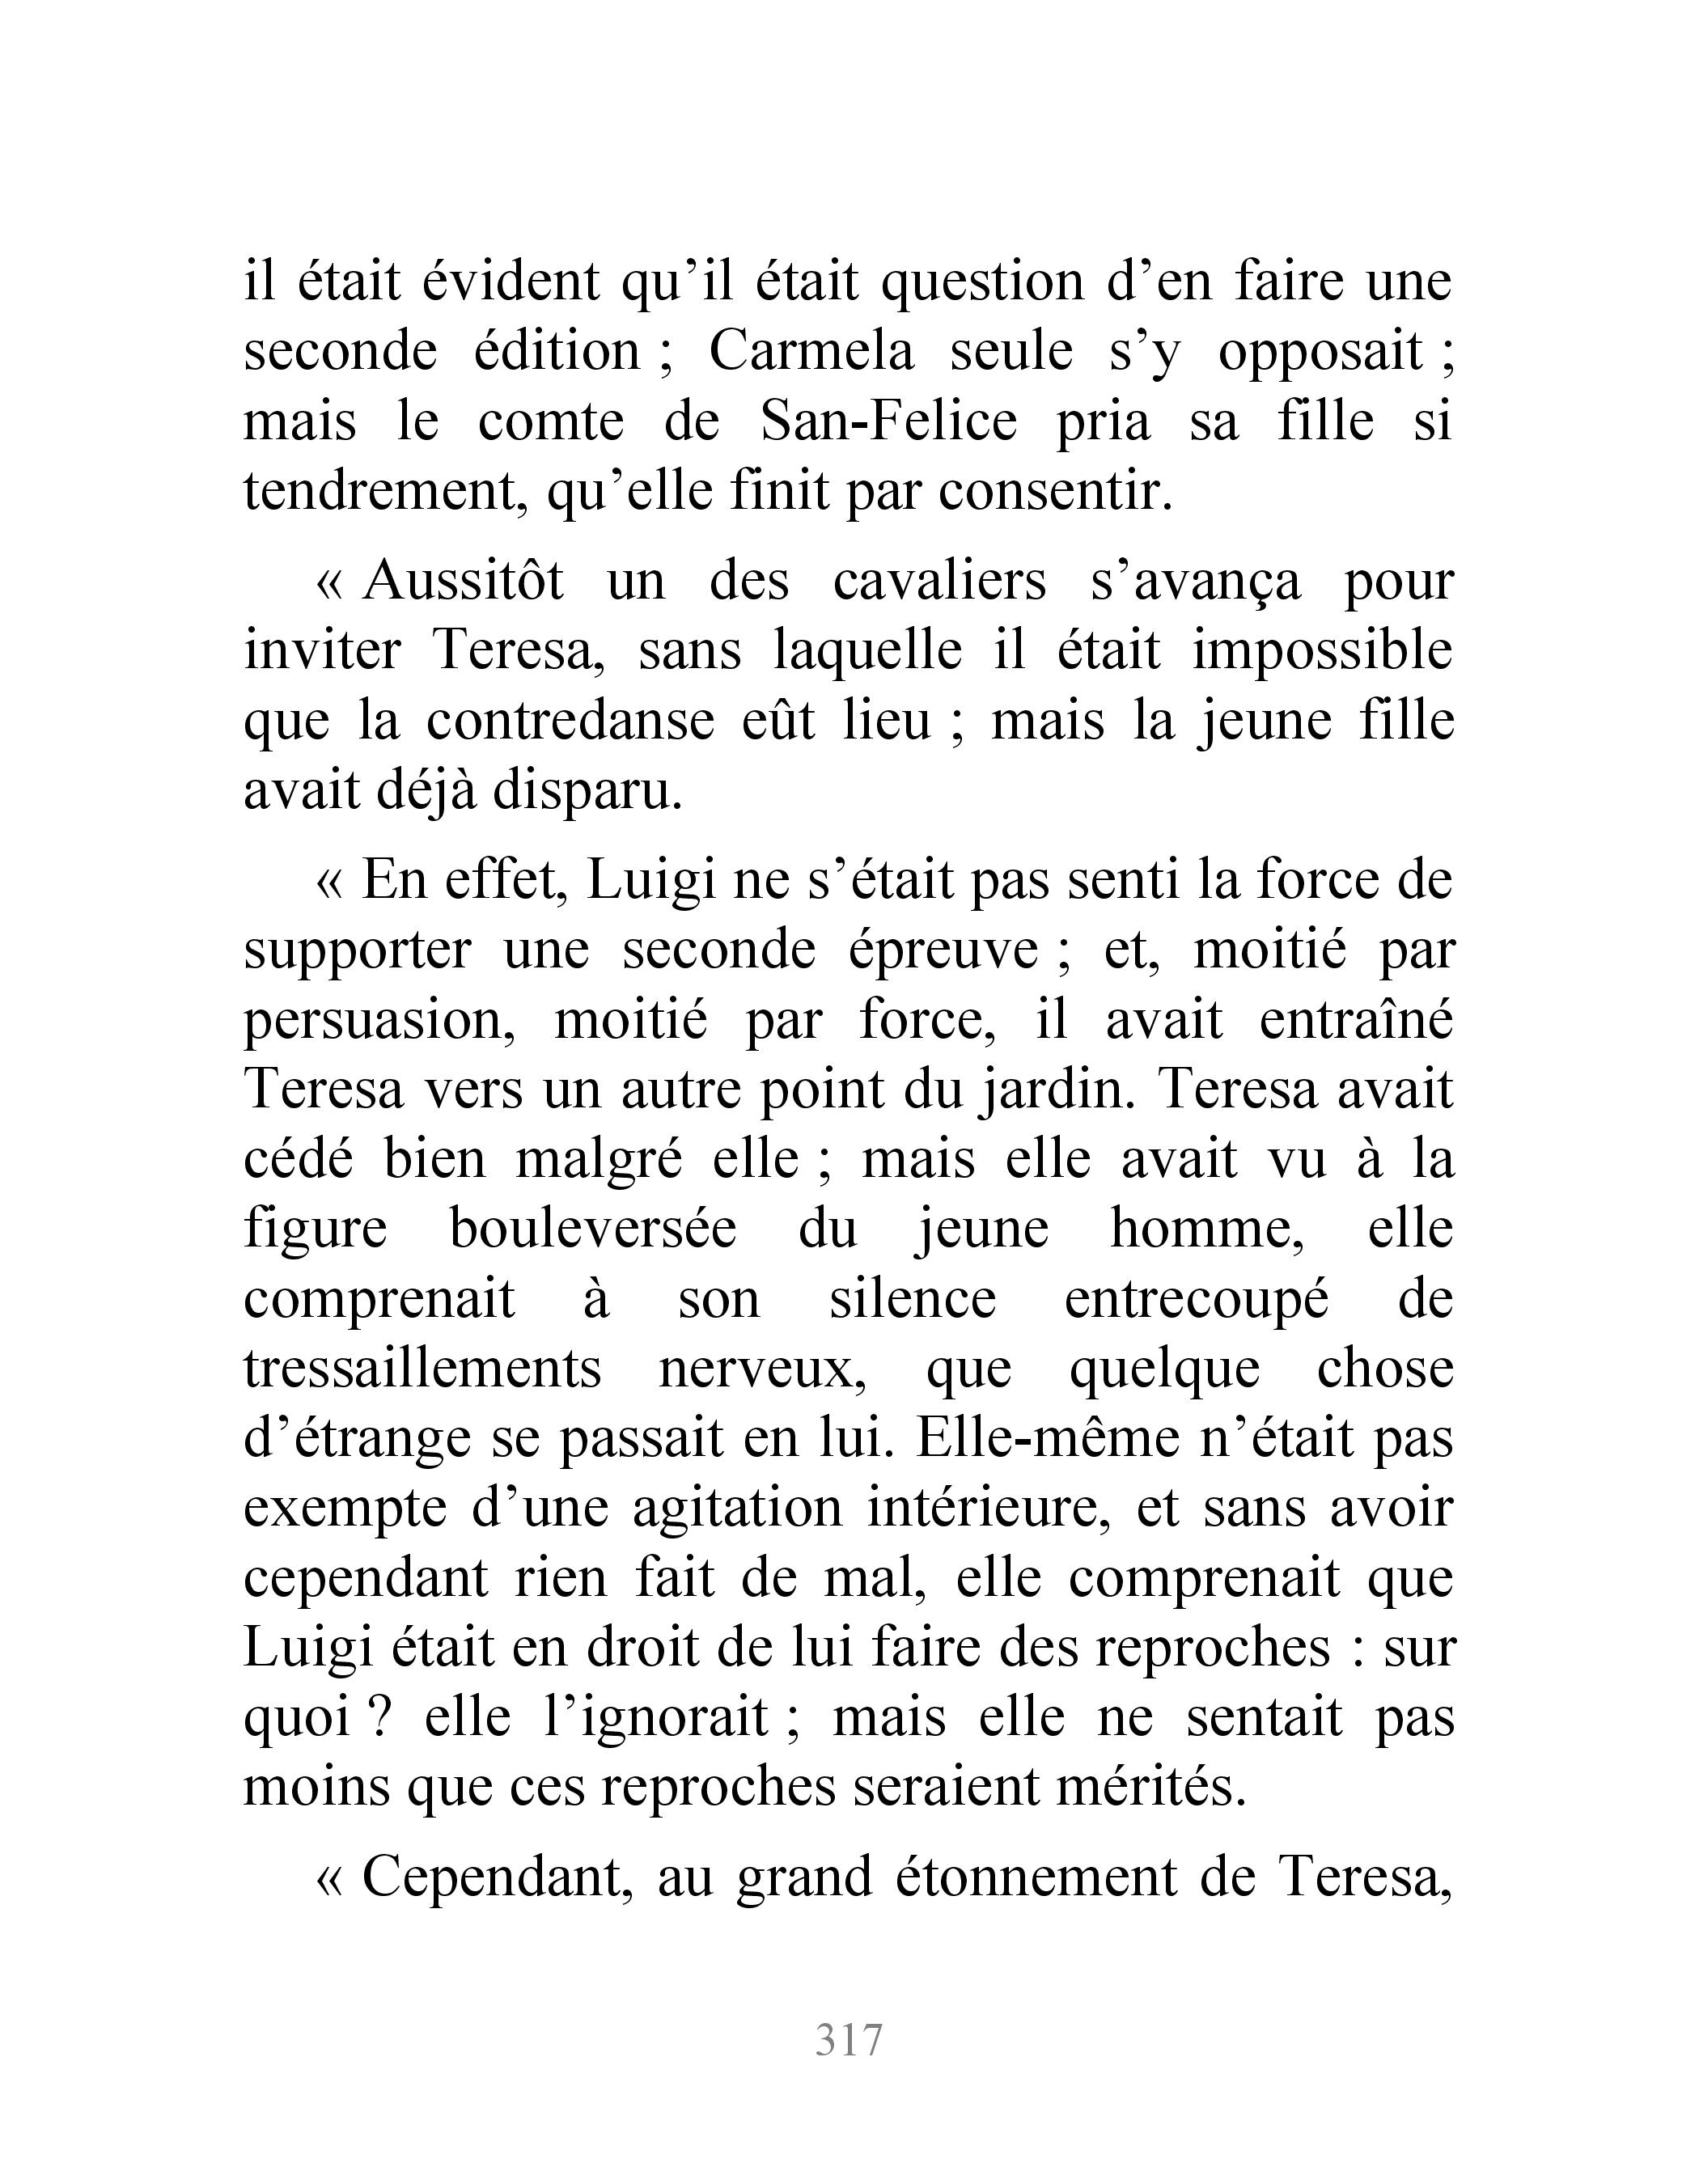 il était évident qu’il était question d’en faire une
seconde édition ; Carmela seule s’y opposait ;
mais le comte de San-Felice pria sa fille si
tendrement, qu’elle finit par consentir.
« Aussitôt un des cavaliers s’avança pour
inviter Teresa, sans laquelle il était impossible
que la contredanse eût lieu ; mais la jeune fille
avait déjà disparu.
« En effet, Luigi ne s’était pas senti la force de
supporter une seconde épreuve ; et, moitié par
persuasion, moitié par force, il avait entraîné
Teresa vers un autre point du jardin. Teresa avait
cédé bien malgré elle ; mais elle avait vu à la
figure bouleversée du jeune homme, elle
comprenait à son silence entrecoupé de
tressaillements nerveux, que quelque chose
d’étrange se passait en lui. Elle-même n’était pas
exempte d’une agitation intérieure, et sans avoir
cependant rien fait de mal, elle comprenait que
Luigi était en droit de lui faire des reproches : sur
quoi ? elle l’ignorait ; mais elle ne sentait pas
moins que ces reproches seraient mérités.
« Cependant, au grand étonnement de Teresa,
317